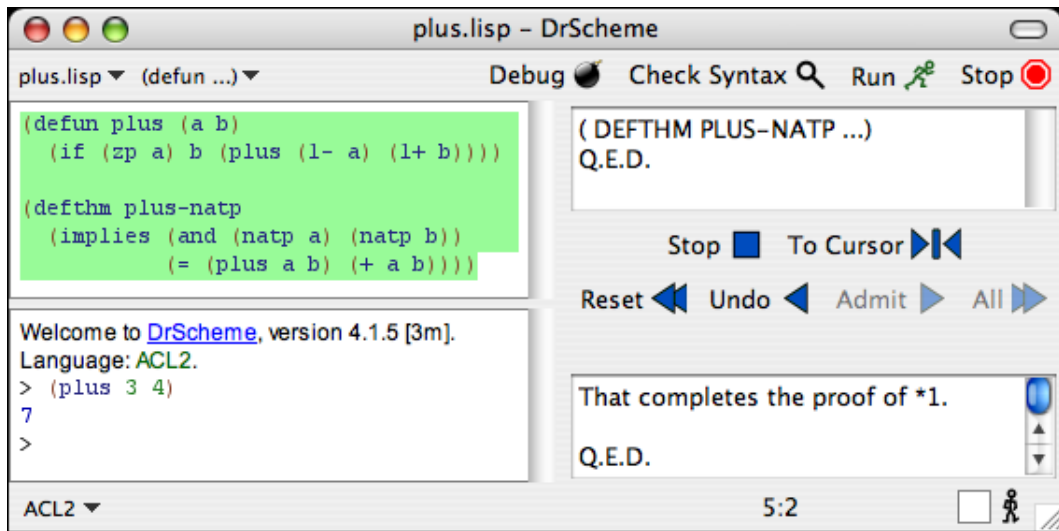 plus.lisp – DrScheme
plus.lisp (defun ...) Debug Check Syntax Run Stop
(defun plus (a b)
  (if (zp a) b (plus (1- a) (1+ b))))
(defthm plus-natp
  (implies (and (natp a) (natp b))
           (= (plus a b) (+ a b))))
Welcome to DrScheme, version 4.1.5 [3m].
Language: ACL2.
> (plus 3 4)
7
>
( DEFTHM PLUS-NATP ...)
Q.E.D.
Stop To Cursor
Reset Undo Admit All
That completes the proof of *1.
Q.E.D.
ACL2 5:2